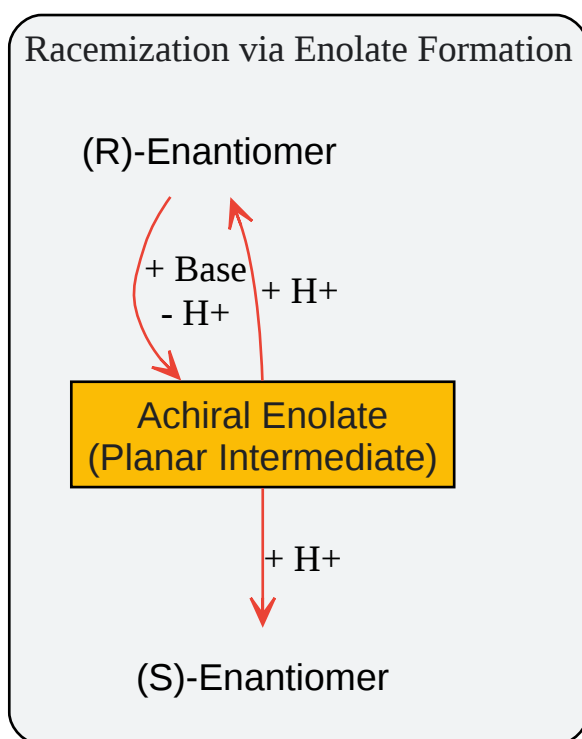 Racemization via Enolate Formation
(R)-Enantiomer
+ Base
- H+
+ H+
Achiral Enolate
(Planar Intermediate)
+ H+
(S)-Enantiomer